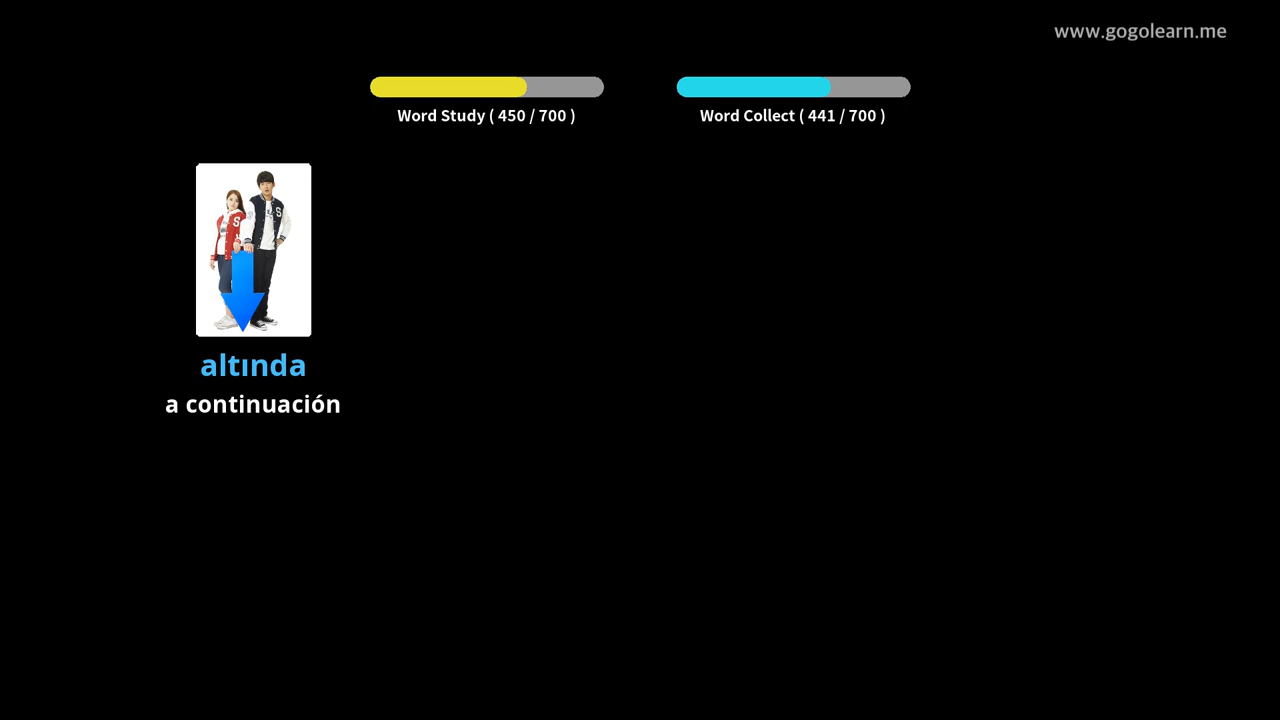 www.gogolearn.me
Word Study ( 450 / 700 )
Word Collect ( 441 / 700 )
S
S
altında
a continuación